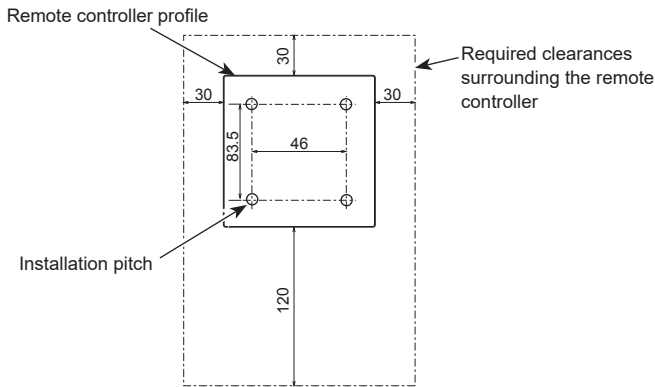 Remote controller profile
30
Required clearances
surrounding the remote
controller
30
30
83.5
46
Installation pitch
120